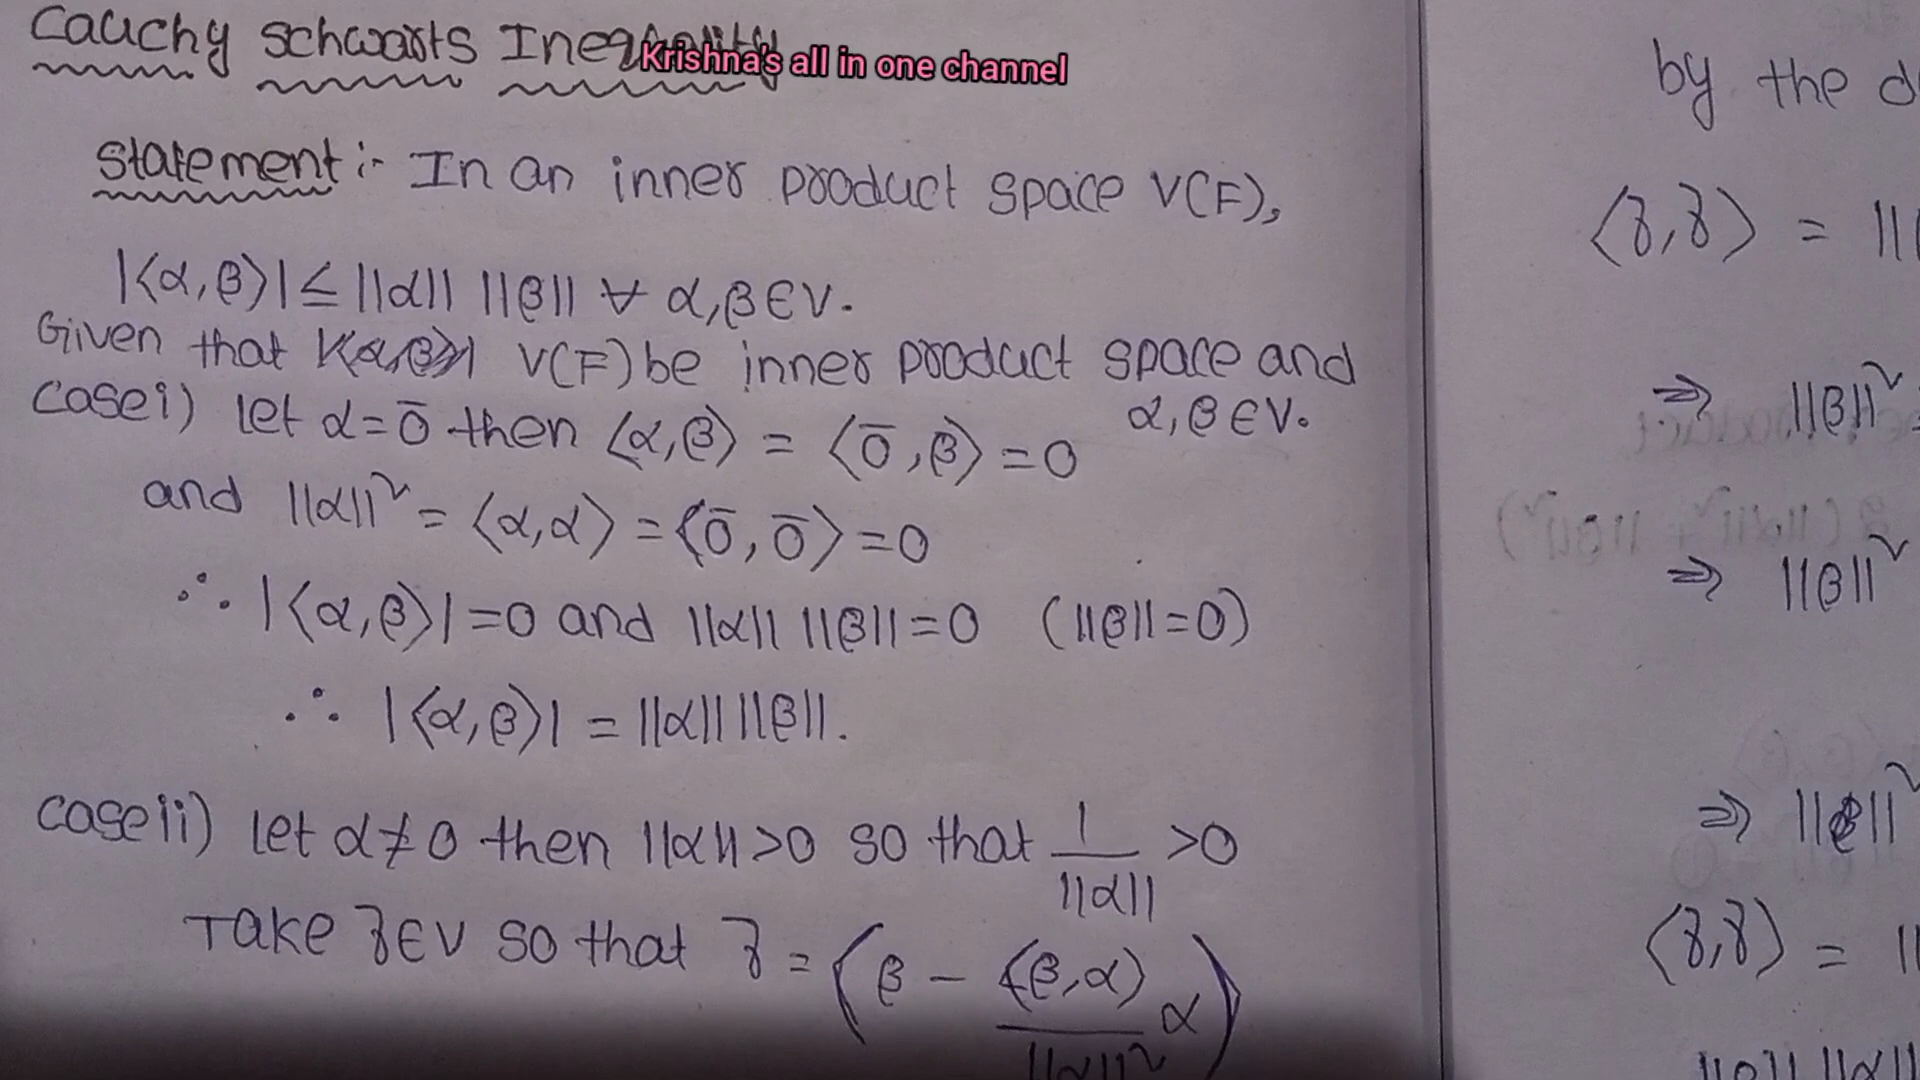 Cauchy Schwarts Inequality
Krishna's all in one channel
Statement :- In an inner product space V(F),
|⟨α,β⟩| ≤ ||α|| ||β|| ∀ α,β ∈ V.
Given that V(F) be inner product space and
α, β ∈ V.
case i) let α = 0̄ then ⟨α,β⟩ = ⟨0̄,β⟩ = 0
and ||α||² = ⟨α,α⟩ = ⟨0̄,0̄⟩ = 0
∴ |⟨α,β⟩| = 0 and ||α|| ||β|| = 0 (||β|| = 0)
∴ |⟨α,β⟩| = ||α|| ||β||.
case ii) let α ≠ 0 then ||α|| > 0 so that 1/||α|| > 0
Take γ ∈ V so that γ = (β - ⟨β,α⟩/||α||² α)
by the d
⟨γ,γ⟩ = ||
⇒ ||β||²
⇒ ||β||²
⇒ ||β||²
⟨γ,γ⟩ = ||